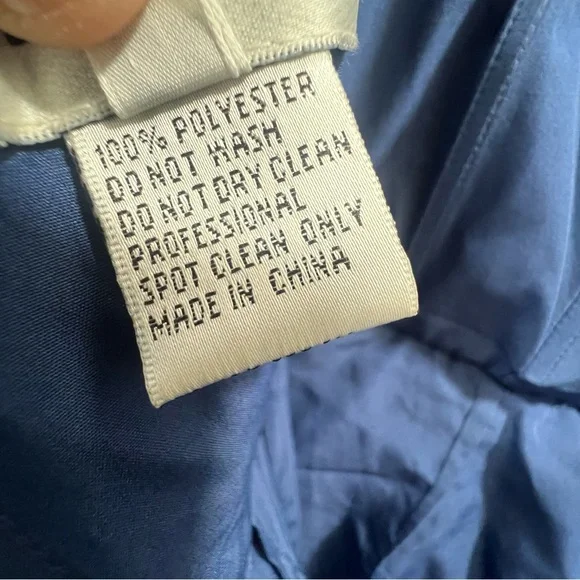 100% POLYESTER
DO NOT WASH
DO NOT DRY CLEAN
PROFESSIONAL
SPOT CLEAN ONLY
MADE IN CHINA